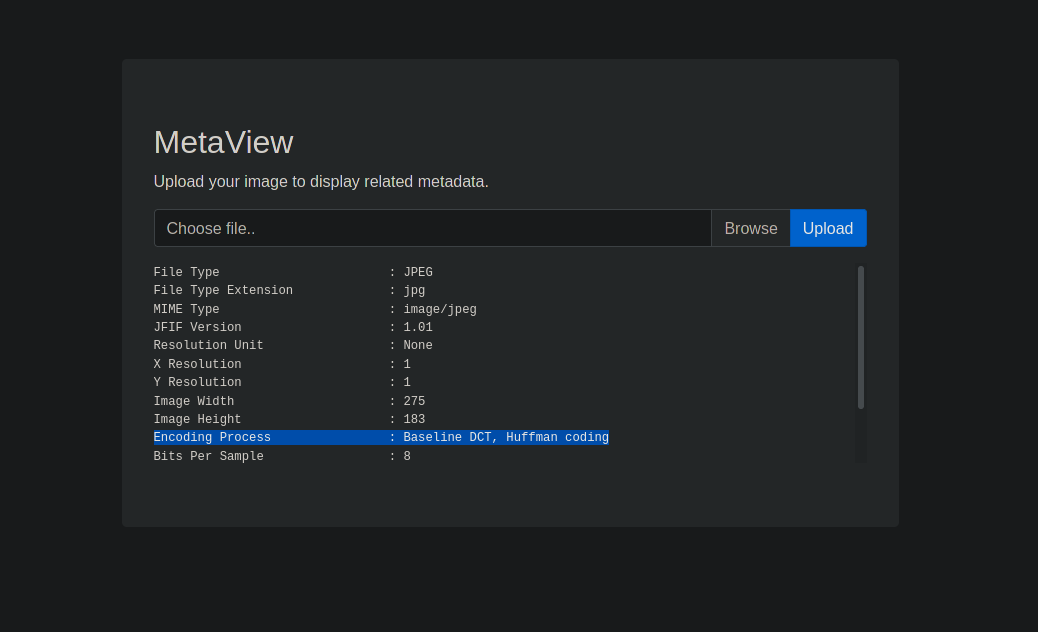 MetaView
Upload your image to display related metadata.
Choose file.. Browse Upload
File Type : JPEG
File Type Extension : jpg
MIME Type : image/jpeg
JFIF Version : 1.01
Resolution Unit : None
X Resolution : 1
Y Resolution : 1
Image Width : 275
Image Height : 183
Encoding Process : Baseline DCT, Huffman coding
Bits Per Sample : 8